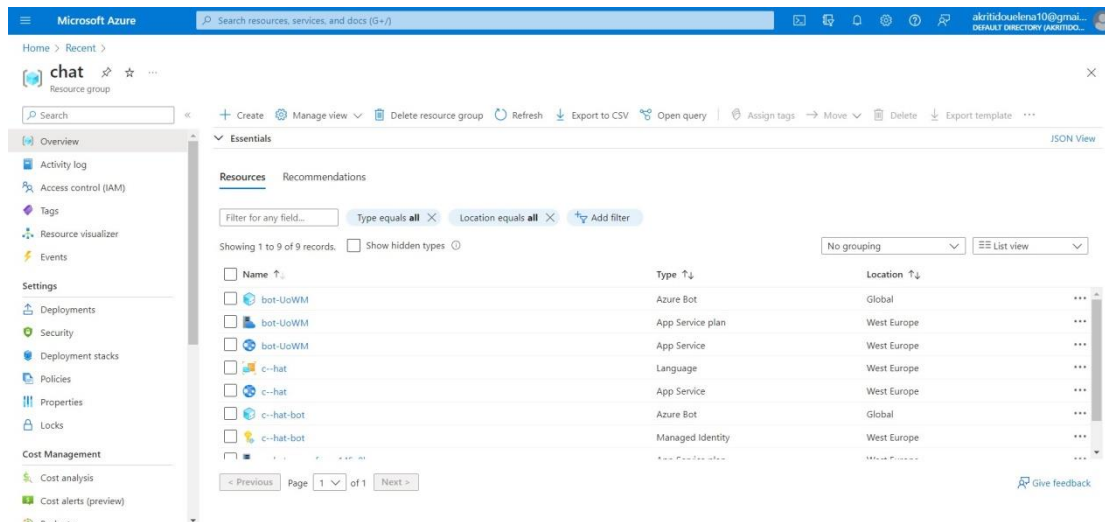 Microsoft Azure
Search resources, services, and docs (G+/)
akritidouelena10@gmai...
DEFAULT DIRECTORY (AKRITIDO...
Home > Recent >
chat
Resource group
Search
Create Manage view Delete resource group Refresh Export to CSV Open query Assign tags Move Delete Export template
Overview
Activity log
Access control (IAM)
Tags
Resource visualizer
Events
Settings
Deployments
Security
Deployment stacks
Policies
Properties
Locks
Cost Management
Cost analysis
Cost alerts (preview)
Essentials
JSON View
Resources Recommendations
Filter for any field...
Type equals all
Location equals all
Add filter
Showing 1 to 9 of 9 records.
Show hidden types
No grouping
List view
Name Type Location
bot-UoWM Azure Bot Global
bot-UoWM App Service plan West Europe
bot-UoWM App Service West Europe
c--hat Language West Europe
c--hat App Service West Europe
c--hat-bot Azure Bot Global
c--hat-bot Managed Identity West Europe
< Previous Page 1 of 1 Next >
Give feedback